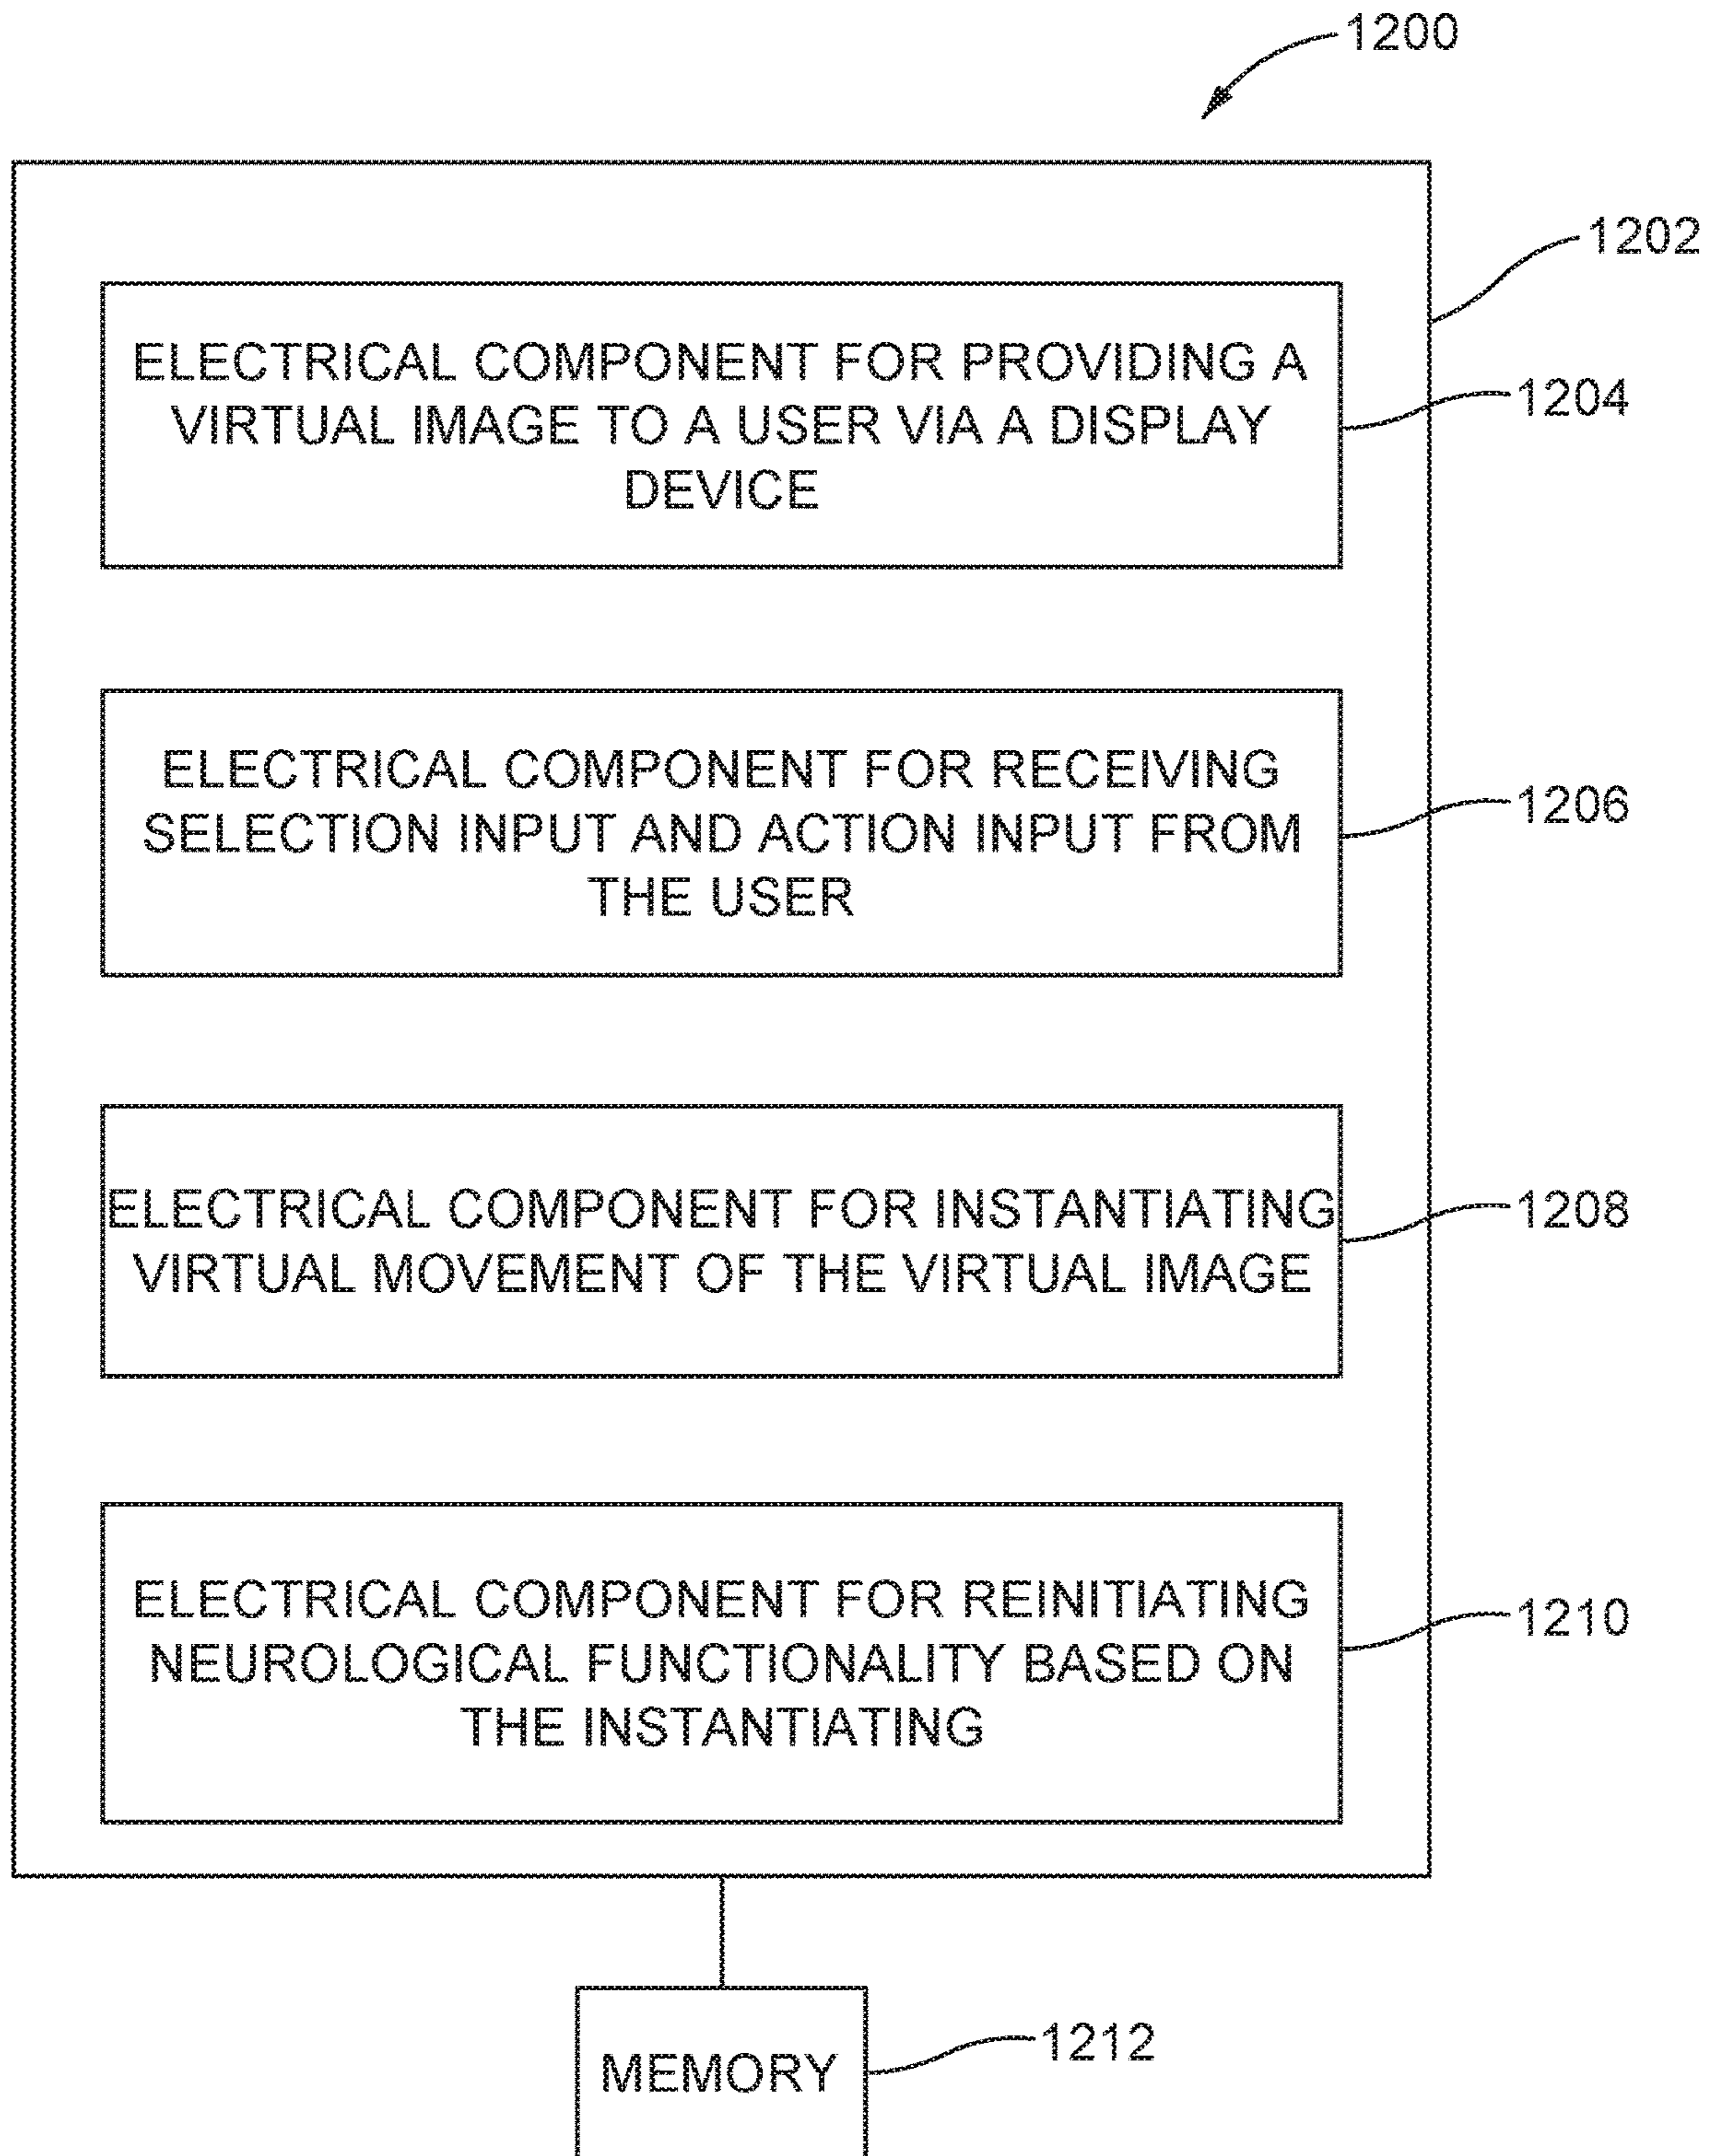 1200
1202
ELECTRICAL COMPONENT FOR PROVIDING A
VIRTUAL IMAGE TO A USER VIA A DISPLAY
DEVICE
1204
ELECTRICAL COMPONENT FOR RECEIVING
SELECTION INPUT AND ACTION INPUT FROM
THE USER
1206
ELECTRICAL COMPONENT FOR INSTANTIATING
VIRTUAL MOVEMENT OF THE VIRTUAL IMAGE
1208
ELECTRICAL COMPONENT FOR REINITIATING
NEUROLOGICAL FUNCTIONALITY BASED ON
THE INSTANTIATING
1210
MEMORY
1212